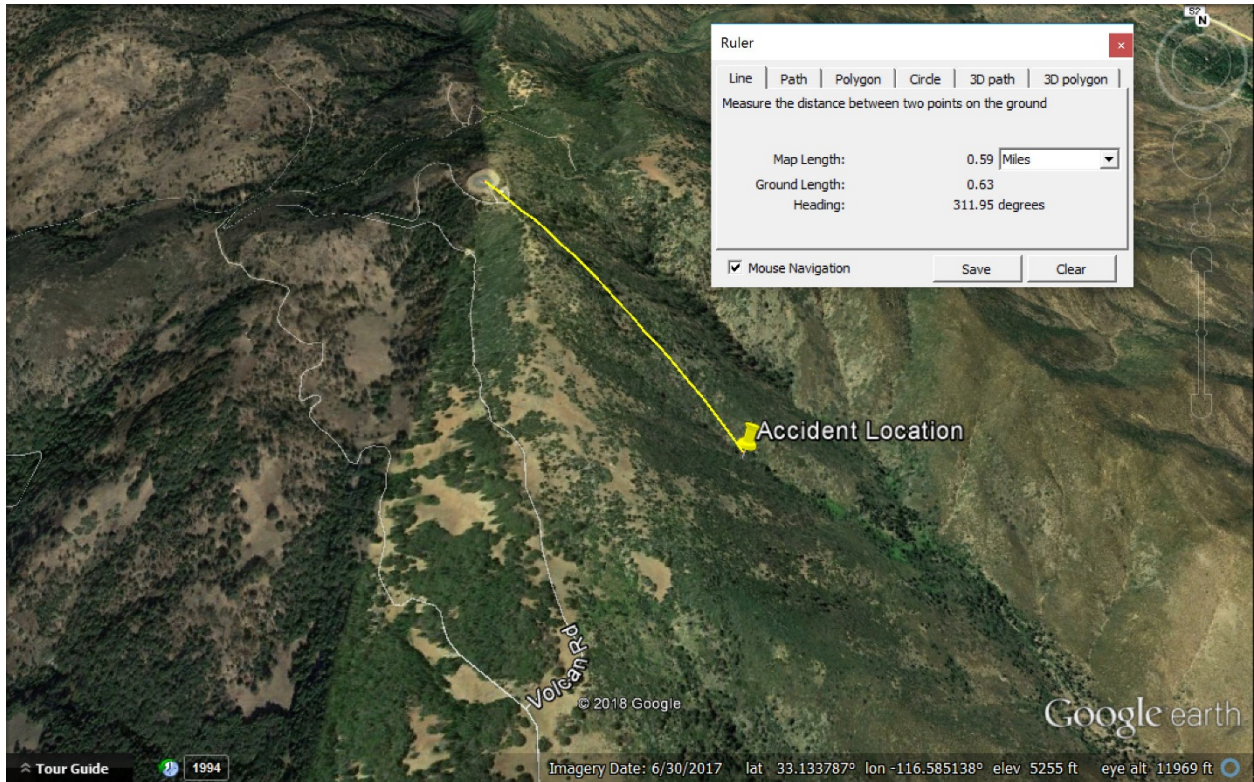 S2
N
Ruler
Line Path Polygon Circle 3D path 3D polygon
Measure the distance between two points on the ground
Map Length: 0.59 Miles
Ground Length: 0.63
Heading: 311.95 degrees
Mouse Navigation Save Clear
Accident Location
Volcan Rd
© 2018 Google
Google earth
Tour Guide 1994 Imagery Date: 6/30/2017 lat 33.133787° lon -116.585138° elev 5255 ft eye alt 11969 ft